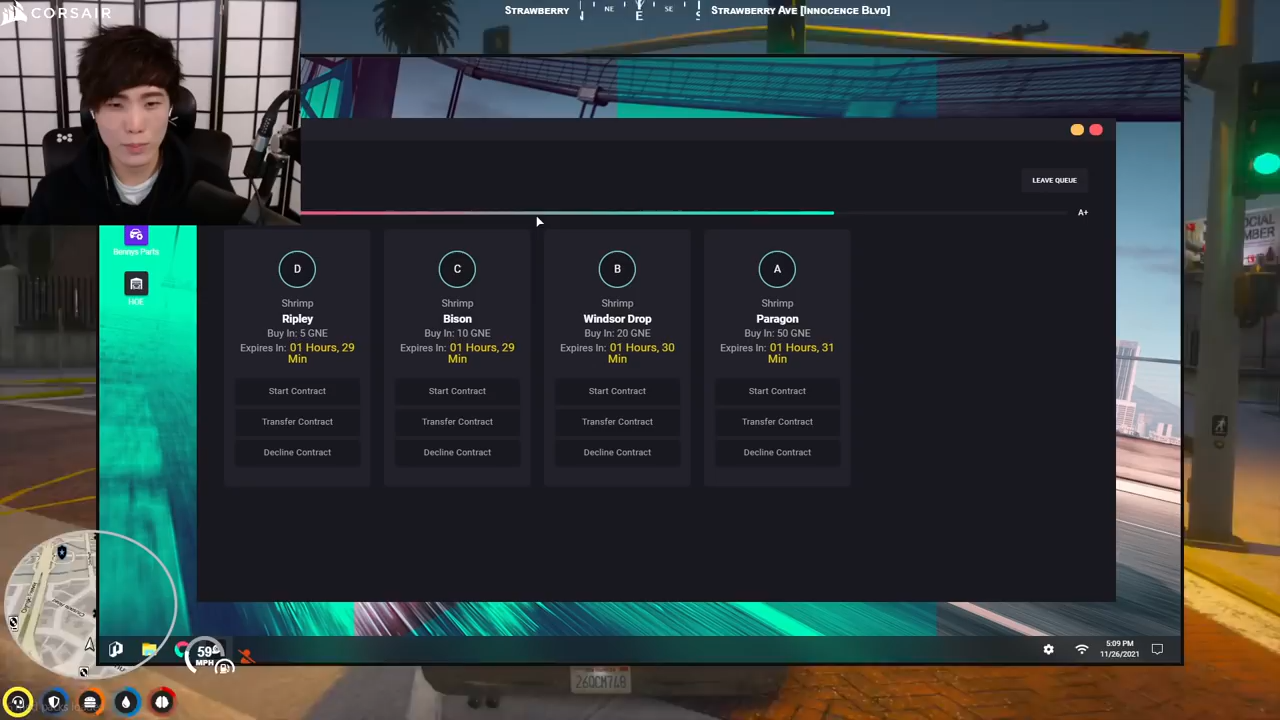 CORSAIR
STRAWBERRY
N
NE
E
SE
S
STRAWBERRY AVE [INNOCENCE BLVD]
LEAVE QUEUE
A+
Bennys Parts
HOE
D
Shrimp
Ripley
Buy In: 5 GNE
Expires In: 01 Hours, 29
Min
Start Contract
Transfer Contract
Decline Contract
C
Shrimp
Bison
Buy In: 10 GNE
Expires In: 01 Hours, 29
Min
Start Contract
Transfer Contract
Decline Contract
B
Shrimp
Windsor Drop
Buy In: 20 GNE
Expires In: 01 Hours, 30
Min
Start Contract
Transfer Contract
Decline Contract
A
Shrimp
Paragon
Buy In: 50 GNE
Expires In: 01 Hours, 31
Min
Start Contract
Transfer Contract
Decline Contract
SOCIAL
59
MPH
5:09 PM
11/26/2021
26OCM748